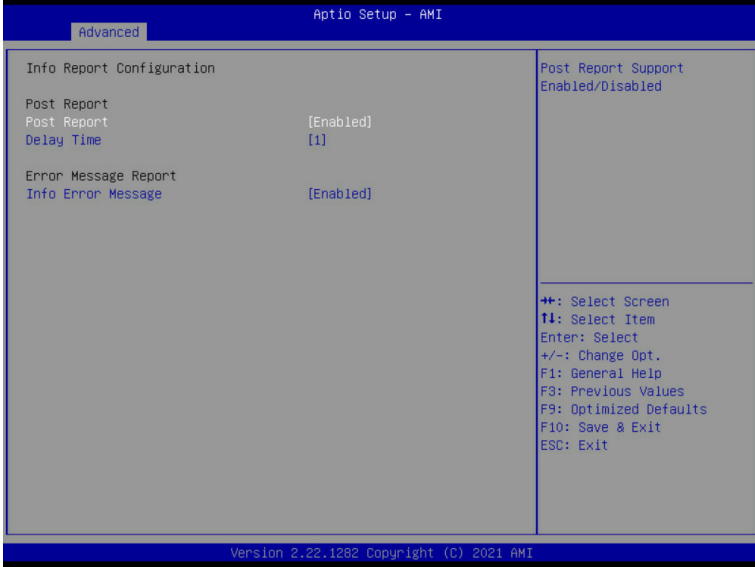 Aptio Setup – AMI
Advanced
Info Report Configuration
Post Report
Post Report [Enabled]
Delay Time [1]
Error Message Report
Info Error Message [Enabled]
Post Report Support
Enabled/Disabled
→←: Select Screen
↑↓: Select Item
Enter: Select
+/-: Change Opt.
F1: General Help
F3: Previous Values
F9: Optimized Defaults
F10: Save & Exit
ESC: Exit
Version 2.22.1282 Copyright (C) 2021 AMI